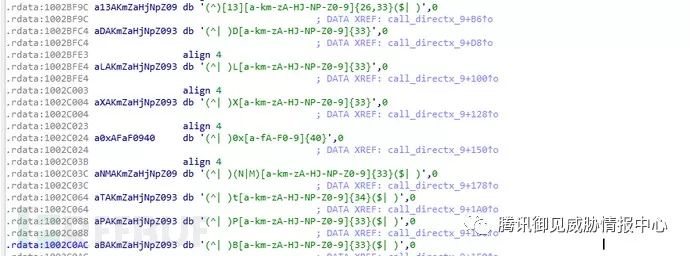 .rdata:1002BF9C a13AKmZaHjNpZ09 db '(^)[13][a-km-zA-HJ-NP-Z0-9]{26,33}($| )',0
.rdata:1002BF9C ; DATA XREF: call_directx_9+B6↑o
.rdata:1002BFC4 aDAKmZaHjNpZ093 db '(^| )D[a-km-zA-HJ-NP-Z0-9]{33}',0
.rdata:1002BFC4 ; DATA XREF: call_directx_9+D8↑o
.rdata:1002BFE3 align 4
.rdata:1002BFE4 aLAKmZaHjNpZ093 db '(^| )L[a-km-zA-HJ-NP-Z0-9]{33}',0
.rdata:1002BFE4 ; DATA XREF: call_directx_9+100↑o
.rdata:1002C003 align 4
.rdata:1002C004 aXAKmZaHjNpZ093 db '(^| )X[a-km-zA-HJ-NP-Z0-9]{33}',0
.rdata:1002C004 ; DATA XREF: call_directx_9+128↑o
.rdata:1002C023 align 4
.rdata:1002C024 a0xAFaF0940 db '(^| )0x[a-fA-F0-9]{40}',0
.rdata:1002C024 ; DATA XREF: call_directx_9+150↑o
.rdata:1002C03B align 4
.rdata:1002C03C aNMAKmZaHjNpZ09 db '(^| )(N|M)[a-km-zA-HJ-NP-Z0-9]{33}($| )',0
.rdata:1002C03C ; DATA XREF: call_directx_9+178↑o
.rdata:1002C064 aTAKmZaHjNpZ093 db '(^| )t[a-km-zA-HJ-NP-Z0-9]{34}($| )',0
.rdata:1002C064 ; DATA XREF: call_directx_9+1A0↑o
.rdata:1002C088 aPAKmZaHjNpZ093 db '(^| )P[a-km-zA-HJ-NP-Z0-9]{33}($| )',0
.rdata:1002C088 ; DATA XREF: call_directx_9+
.rdata:1002C0AC aBAKmZaHjNpZ093 db '(^| )B[a-km-zA-HJ-NP-Z0-9]{33}($| )',0
.rdata:1002C0AC ; DATA XREF: call_directx_9+
腾讯御见威胁情报中心